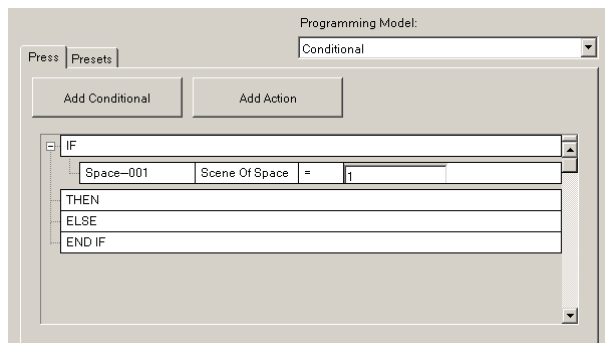 Programming Model:
Conditional
Press Presets
Add Conditional Add Action
IF
Space—001 Scene Of Space = 1
THEN
ELSE
END IF